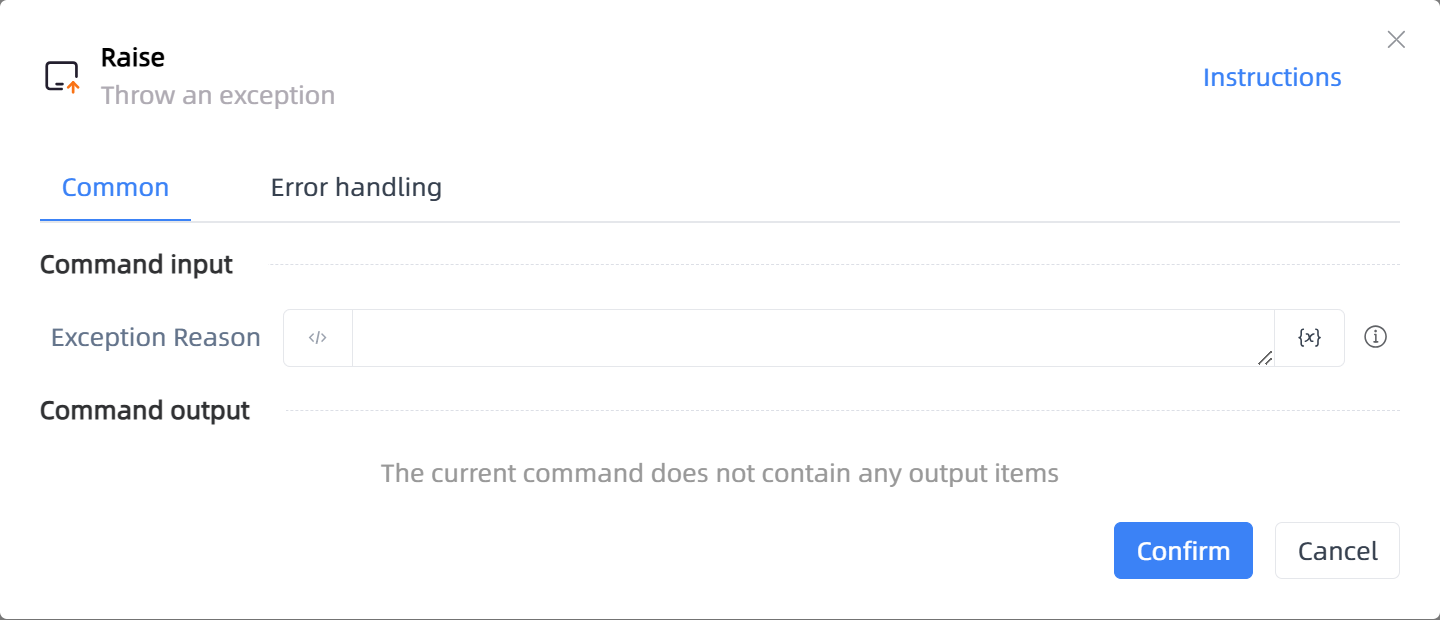 Raise
Throw an exception
Instructions
Common
Error handling
Command input
Exception Reason
</>
{x}
Command output
The current command does not contain any output items
Confirm
Cancel